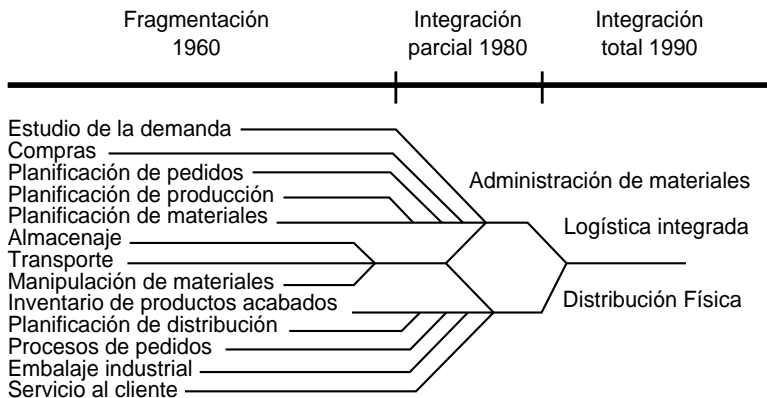 Fragmentación
1960
Integración
parcial 1980
Integración
total 1990
Estudio de la demanda
Compras
Planificación de pedidos
Planificación de producción
Planificación de materiales
Almacenaje
Transporte
Manipulación de materiales
Inventario de productos acabados
Planificación de distribución
Procesos de pedidos
Embalaje industrial
Servicio al cliente
Administración de materiales
Logística integrada
Distribución Física